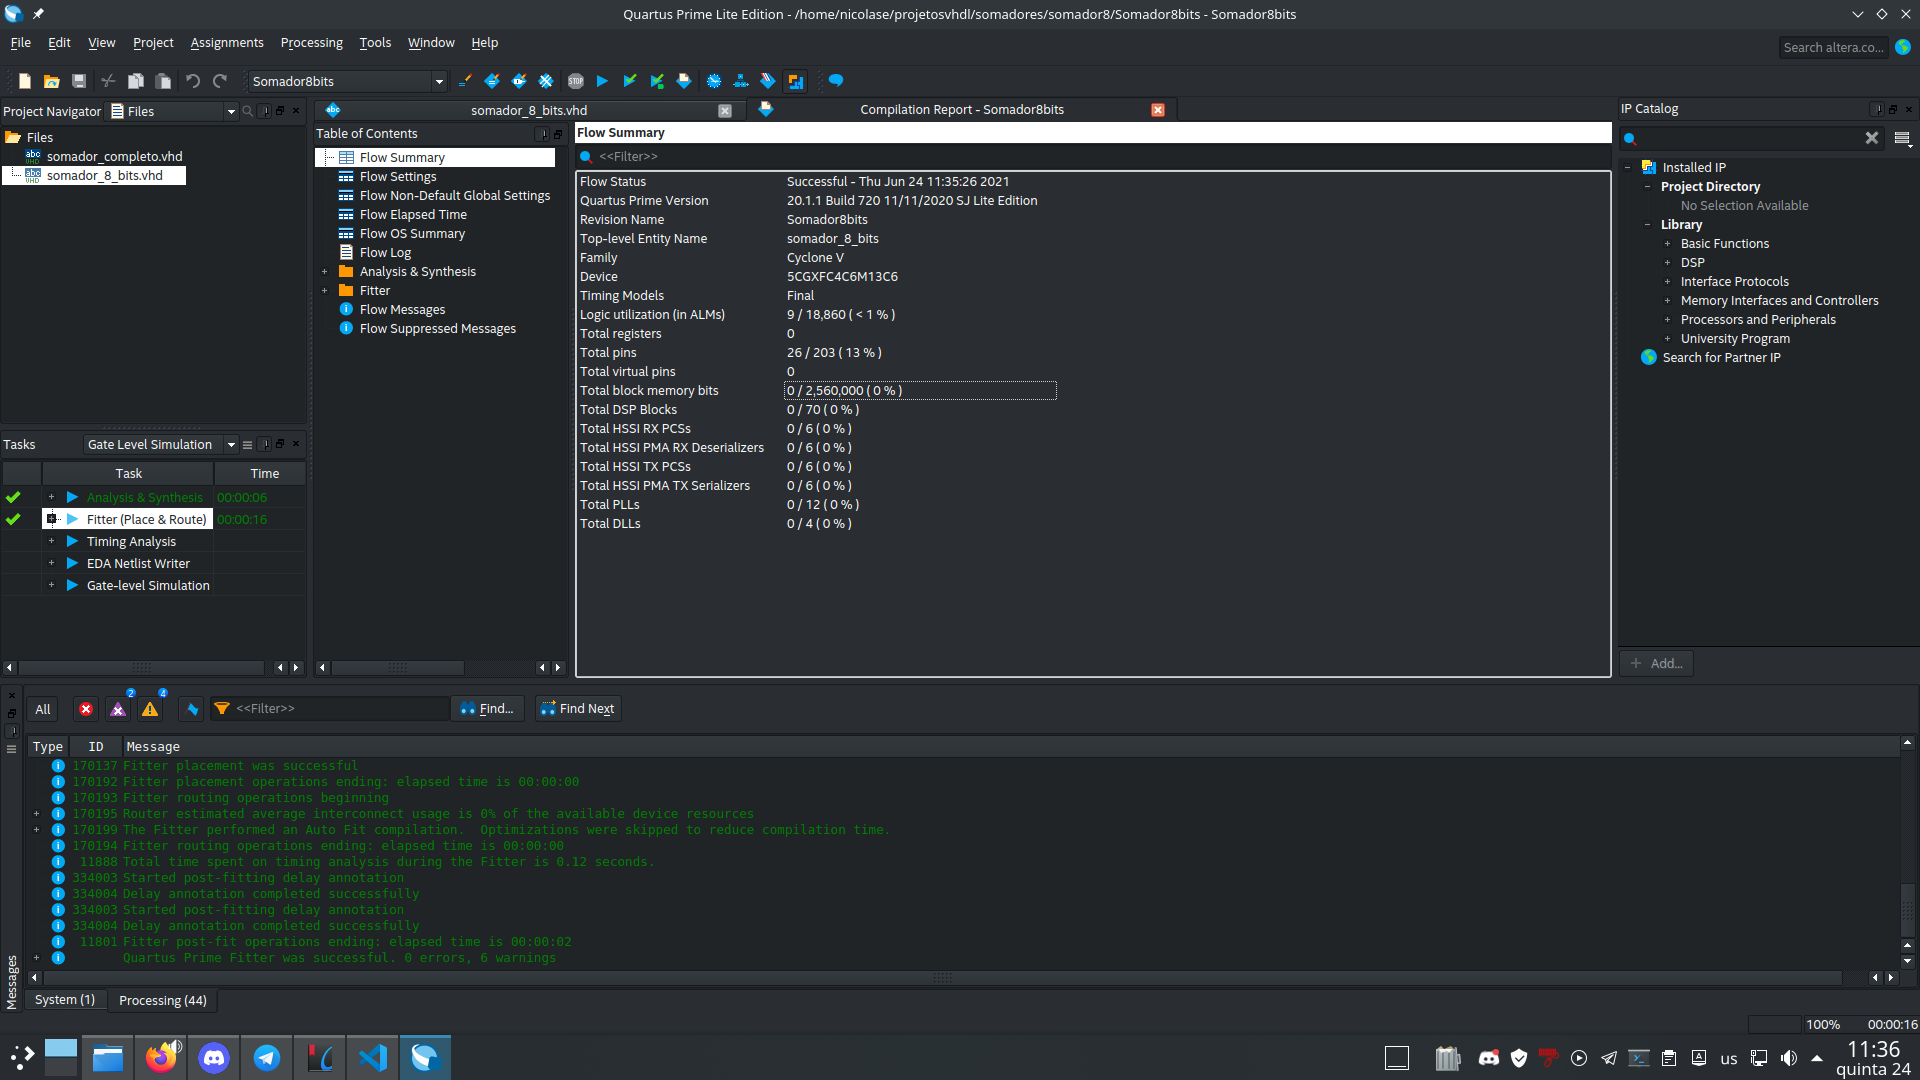 Quartus Prime Lite Edition - /home/nicolase/projetosvhdl/somadores/somador8/Somador8bits - Somador8bits
File Edit View Project Assignments Processing Tools Window Help
Search altera.co...
Somador8bits
STOP
Project Navigator Files
Files
somador_completo.vhd
somador_8_bits.vhd
somador_8_bits.vhd
Compilation Report - Somador8bits
Table of Contents
Flow Summary
Flow Settings
Flow Non-Default Global Settings
Flow Elapsed Time
Flow OS Summary
Flow Log
Analysis & Synthesis
Fitter
Flow Messages
Flow Suppressed Messages
Flow Summary
<<Filter>>
Flow Status Successful - Thu Jun 24 11:35:26 2021
Quartus Prime Version 20.1.1 Build 720 11/11/2020 SJ Lite Edition
Revision Name Somador8bits
Top-level Entity Name somador_8_bits
Family Cyclone V
Device 5CGXFC4C6M13C6
Timing Models Final
Logic utilization (in ALMs) 9 / 18,860 ( < 1 % )
Total registers 0
Total pins 26 / 203 ( 13 % )
Total virtual pins 0
Total block memory bits 0 / 2,560,000 ( 0 % )
Total DSP Blocks 0 / 70 ( 0 % )
Total HSSI RX PCSs 0 / 6 ( 0 % )
Total HSSI PMA RX Deserializers 0 / 6 ( 0 % )
Total HSSI TX PCSs 0 / 6 ( 0 % )
Total HSSI PMA TX Serializers 0 / 6 ( 0 % )
Total PLLs 0 / 12 ( 0 % )
Total DLLs 0 / 4 ( 0 % )
IP Catalog
Installed IP
Project Directory
No Selection Available
Library
Basic Functions
DSP
Interface Protocols
Memory Interfaces and Controllers
Processors and Peripherals
University Program
Search for Partner IP
+ Add...
Tasks Gate Level Simulation
Task Time
Analysis & Synthesis 00:00:06
Fitter (Place & Route) 00:00:16
Timing Analysis
EDA Netlist Writer
Gate-level Simulation
2 4
All <<Filter>> Find... Find Next
Type ID Message
170137 Fitter placement was successful
170192 Fitter placement operations ending: elapsed time is 00:00:00
170193 Fitter routing operations beginning
170195 Router estimated average interconnect usage is 0% of the available device resources
170199 The Fitter performed an Auto Fit compilation.  Optimizations were skipped to reduce compilation time.
170194 Fitter routing operations ending: elapsed time is 00:00:00
11888 Total time spent on timing analysis during the Fitter is 0.12 seconds.
334003 Started post-fitting delay annotation
334004 Delay annotation completed successfully
334003 Started post-fitting delay annotation
334004 Delay annotation completed successfully
11801 Fitter post-fit operations ending: elapsed time is 00:00:02
Quartus Prime Fitter was successful. 0 errors, 6 warnings
Messages
System (1) Processing (44)
100% 00:00:16
us
11:36
quinta 24